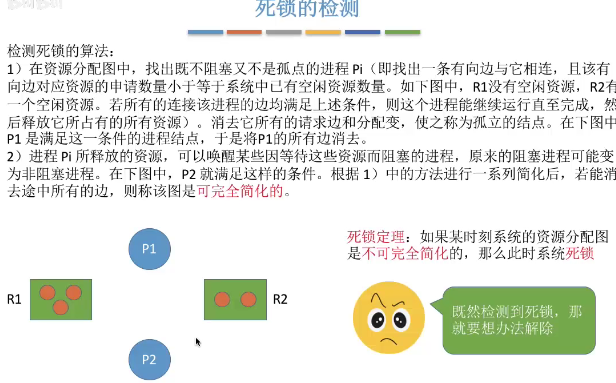 死锁的检测
检测死锁的算法：
1）在资源分配图中，找出既不阻塞又不是孤点的进程 Pi（即找出一条有向边与它相连，且该有
向边对应资源的申请数量小于等于系统中已有空闲资源数量。如下图中，R1没有空闲资源，R2有
一个空闲资源。若所有的连接该进程的边均满足上述条件，则这个进程能继续运行直至完成，然
后释放它所占有的所有资源）。消去它所有的请求边和分配变，使之称为孤立的结点。在下图中
P1 是满足这一条件的进程结点，于是将P1的所有边消去。
2）进程 Pi 所释放的资源，可以唤醒某些因等待这些资源而阻塞的进程，原来的阻塞进程可能变
为非阻塞进程。在下图中，P2 就满足这样的条件。根据 1）中的方法进行一系列简化后，若能消
去途中所有的边，则称该图是可完全简化的。
死锁定理：如果某时刻系统的资源分配图
是不可完全简化的，那么此时系统死锁
P1
R1
R2
P2
既然检测到死锁，那
就要想办法解除